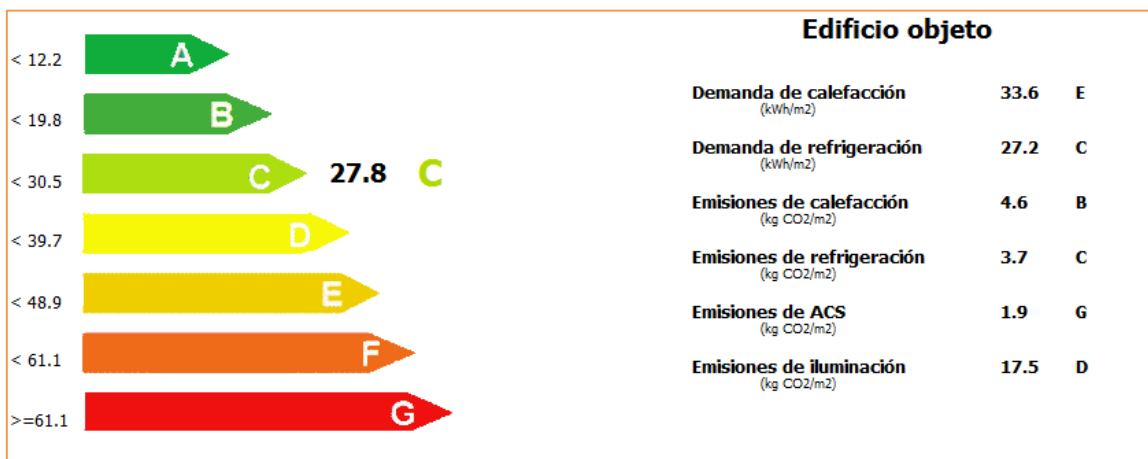 < 12.2 A
< 19.8 B
< 30.5 C 27.8 C
< 39.7 D
< 48.9 E
< 61.1 F
>=61.1 G
Edificio objeto
Demanda de calefacción 33.6 E
(kWh/m2)
Demanda de refrigeración 27.2 C
(kWh/m2)
Emisiones de calefacción 4.6 B
(kg CO2/m2)
Emisiones de refrigeración 3.7 C
(kg CO2/m2)
Emisiones de ACS 1.9 G
(kg CO2/m2)
Emisiones de iluminación 17.5 D
(kg CO2/m2)